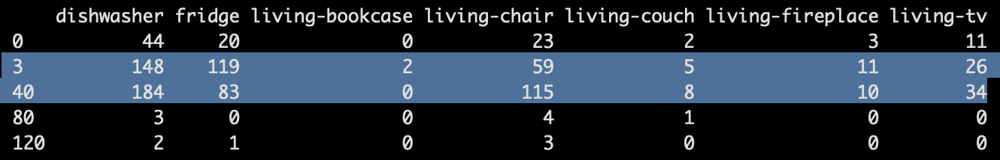 dishwasher fridge living-bookcase living-chair living-couch living-fireplace living-tv
0 44 20 0 23 2 3 11
3 148 119 2 59 5 11 26
40 184 83 0 115 8 10 34
80 3 0 0 4 1 0 0
120 2 1 0 3 0 0 0